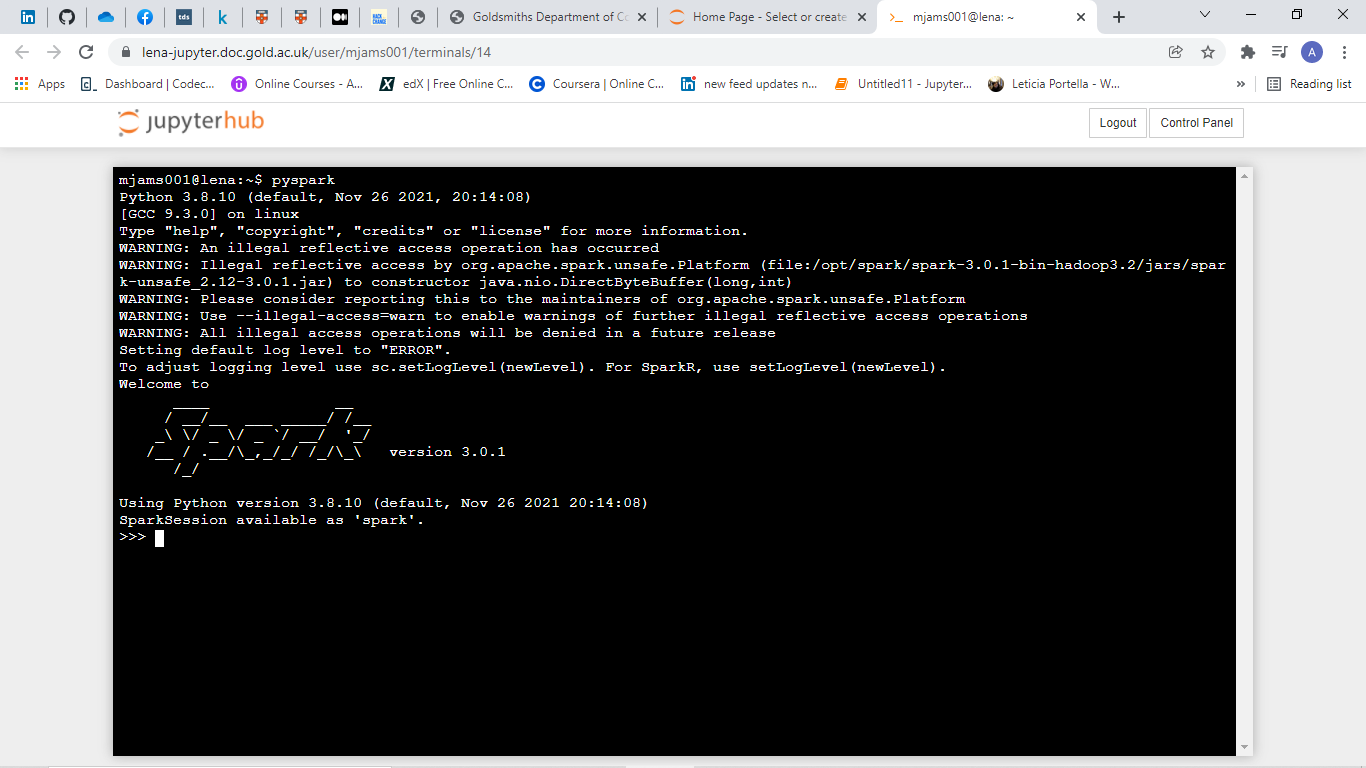 Goldsmiths Department of Co
Home Page - Select or create
mjams001@lena: ~
lena-jupyter.doc.gold.ac.uk/user/mjams001/terminals/14
A
Apps
Dashboard | Codec...
Online Courses - A...
edX | Free Online C...
Coursera | Online C...
new feed updates n...
Untitled11 - Jupyter...
Leticia Portella - W...
»
Reading list
jupyterhub
Logout
Control Panel
mjams001@lena:~$ pyspark
Python 3.8.10 (default, Nov 26 2021, 20:14:08)
[GCC 9.3.0] on linux
Type "help", "copyright", "credits" or "license" for more information.
WARNING: An illegal reflective access operation has occurred
WARNING: Illegal reflective access by org.apache.spark.unsafe.Platform (file:/opt/spark/spark-3.0.1-bin-hadoop3.2/jars/spar
k-unsafe_2.12-3.0.1.jar) to constructor java.nio.DirectByteBuffer(long,int)
WARNING: Please consider reporting this to the maintainers of org.apache.spark.unsafe.Platform
WARNING: Use --illegal-access=warn to enable warnings of further illegal reflective access operations
WARNING: All illegal access operations will be denied in a future release
Setting default log level to "ERROR".
To adjust logging level use sc.setLogLevel(newLevel). For SparkR, use setLogLevel(newLevel).
Welcome to
Spark version 3.0.1
Using Python version 3.8.10 (default, Nov 26 2021 20:14:08)
SparkSession available as 'spark'.
>>>